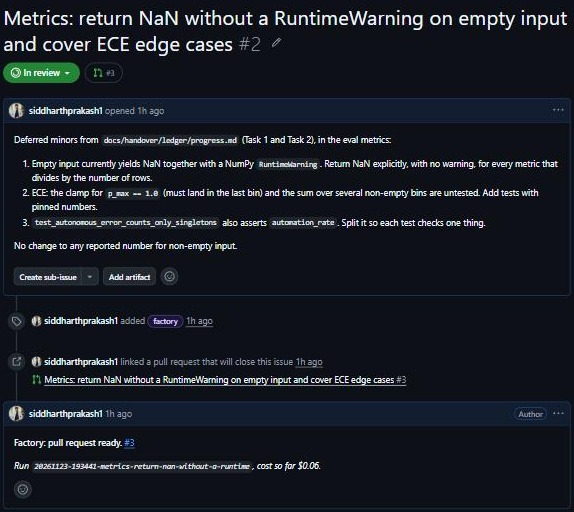 Metrics: return NaN without a RuntimeWarning on empty input
and cover ECE edge cases #2
In review
#3
siddharthprakash1 opened 1h ago
Deferred minors from docs/handover/ledger/progress.md (Task 1 and Task 2), in the eval metrics:
1. Empty input currently yields NaN together with a NumPy RuntimeWarning. Return NaN explicitly, with no warning, for every metric that
divides by the number of rows.
2. ECE: the clamp for p_max == 1.0 (must land in the last bin) and the sum over several non-empty bins are untested. Add tests with
pinned numbers.
3. test_autonomous_error_counts_only_singletons also asserts automation_rate. Split it so each test checks one thing.
No change to any reported number for non-empty input.
Create sub-issue
Add artifact
siddharthprakash1 added factory 1h ago
siddharthprakash1 linked a pull request that will close this issue 1h ago
Metrics: return NaN without a RuntimeWarning on empty input and cover ECE edge cases #3
siddharthprakash1 1h ago
Author
Factory: pull request ready. #3
Run 20261123-193441-metrics-return-nan-without-a-runtime, cost so far $0.06.